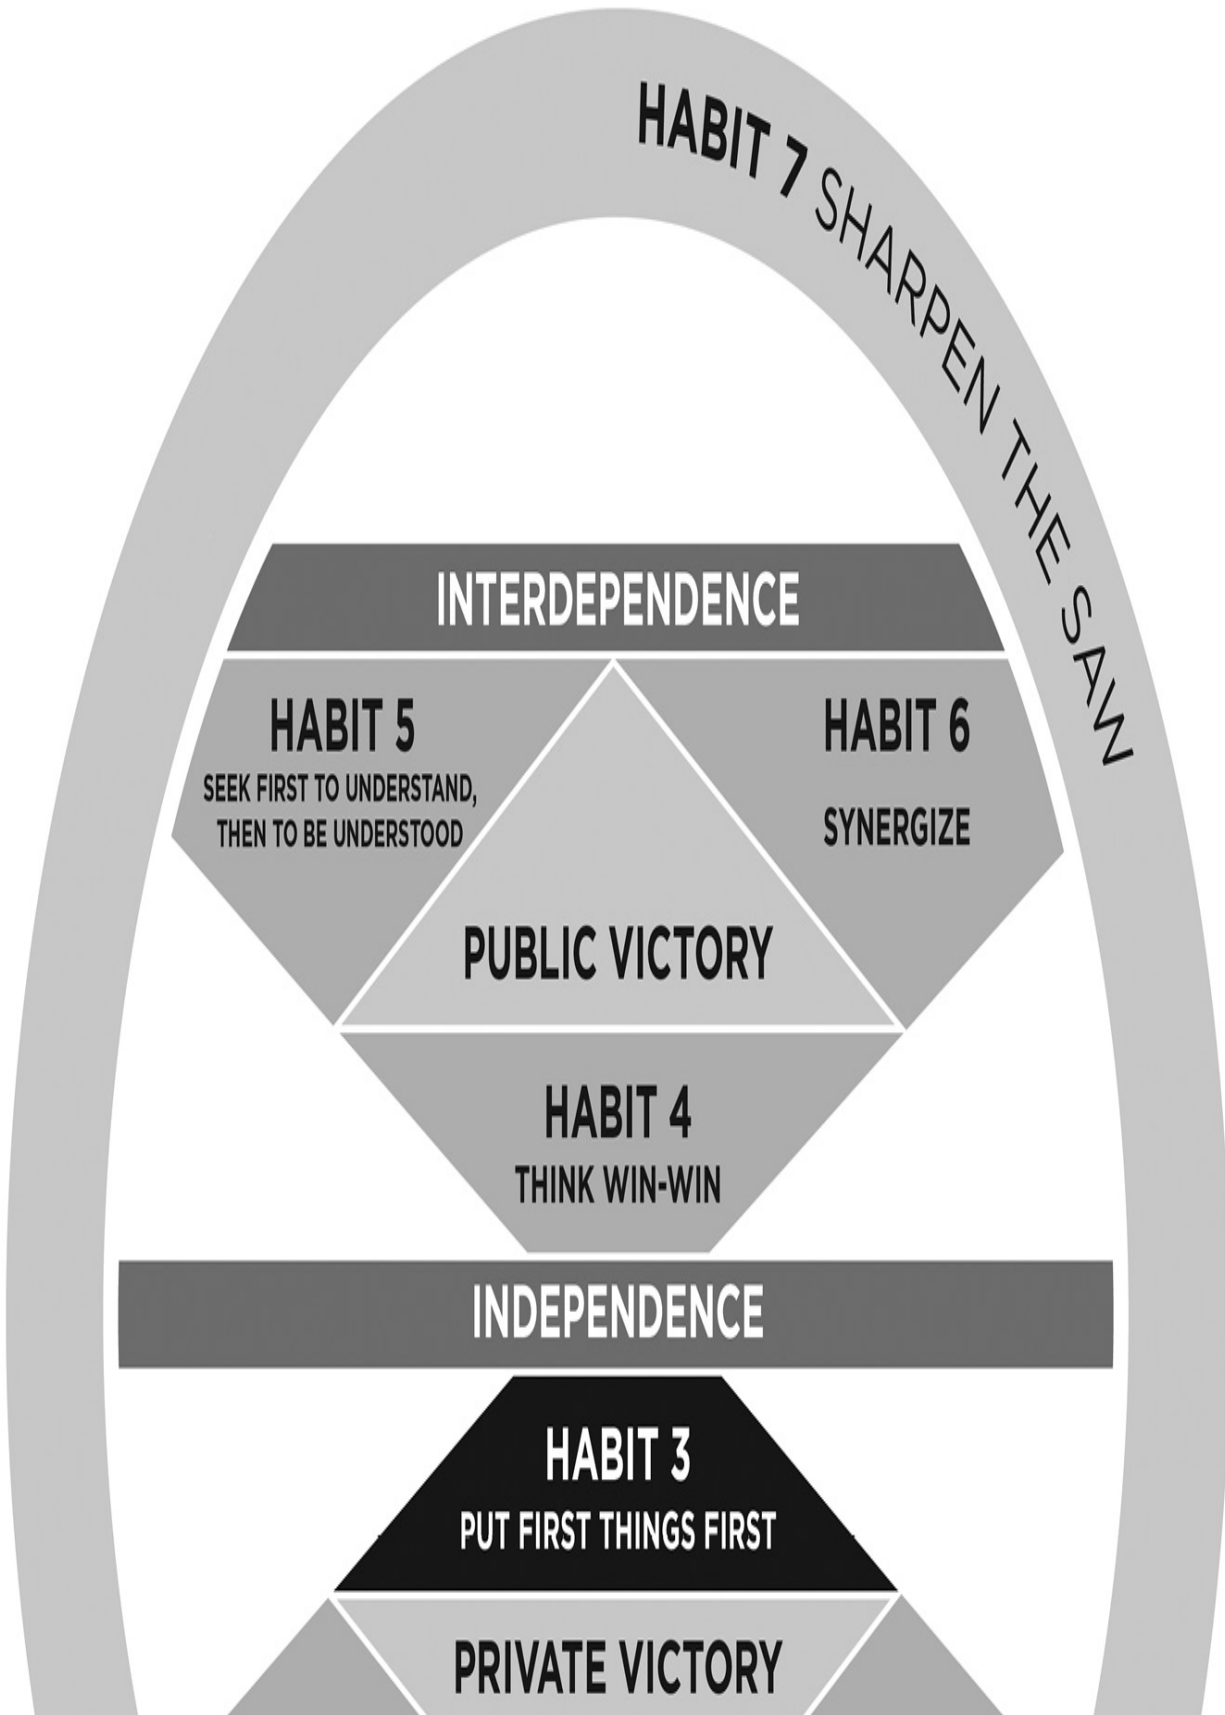 HABIT 7 SHARPEN THE SAW
INTERDEPENDENCE
HABIT 5
SEEK FIRST TO UNDERSTAND,
THEN TO BE UNDERSTOOD
HABIT 6
SYNERGIZE
PUBLIC VICTORY
HABIT 4
THINK WIN-WIN
INDEPENDENCE
HABIT 3
PUT FIRST THINGS FIRST
PRIVATE VICTORY